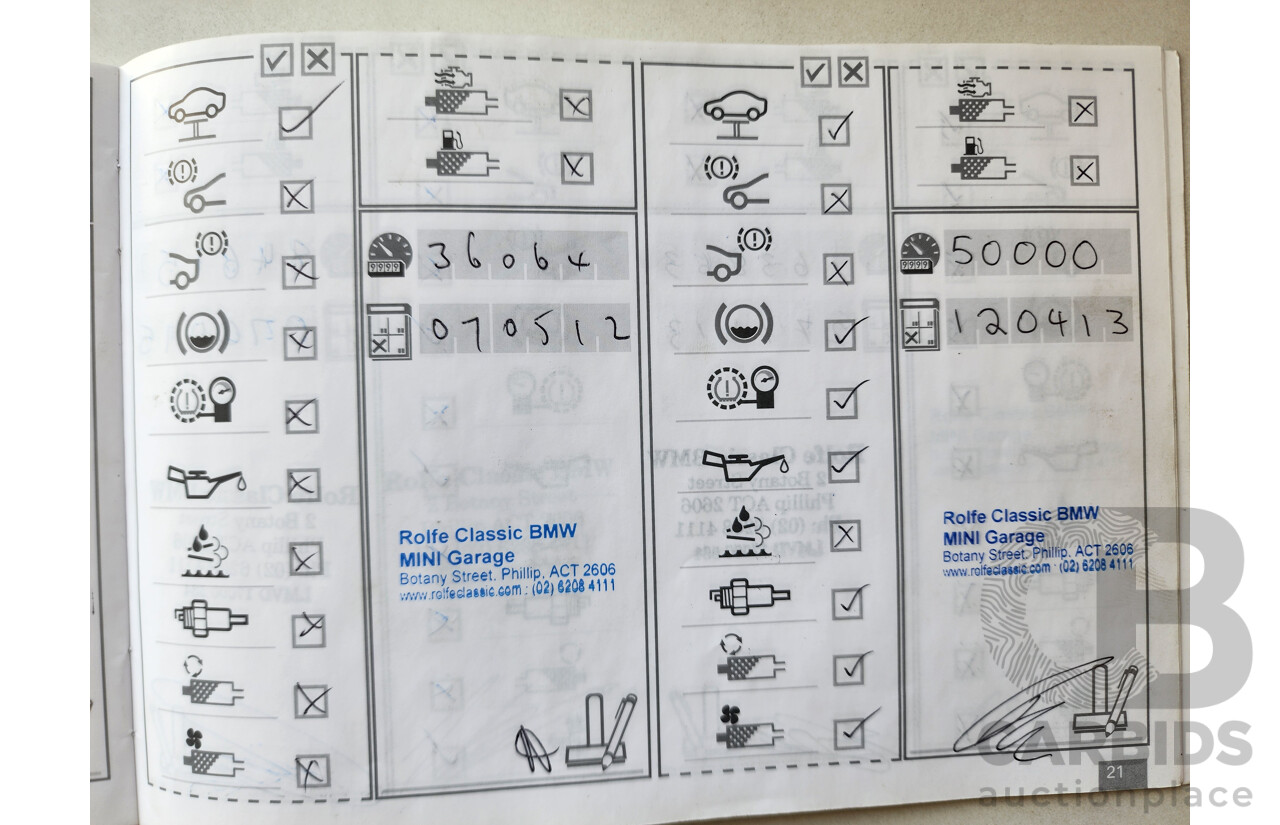 36064
070512
Rolfe Classic BMW
MINI Garage
Botany Street, Phillip, ACT 2606
www.rolfeclassic.com : (02) 6208 4111
50000
120413
Rolfe Classic BMW
MINI Garage
Botany Street, Phillip, ACT 2606
www.rolfeclassic.com : (02) 6208 4111
21
CARBIDS
auctionplace